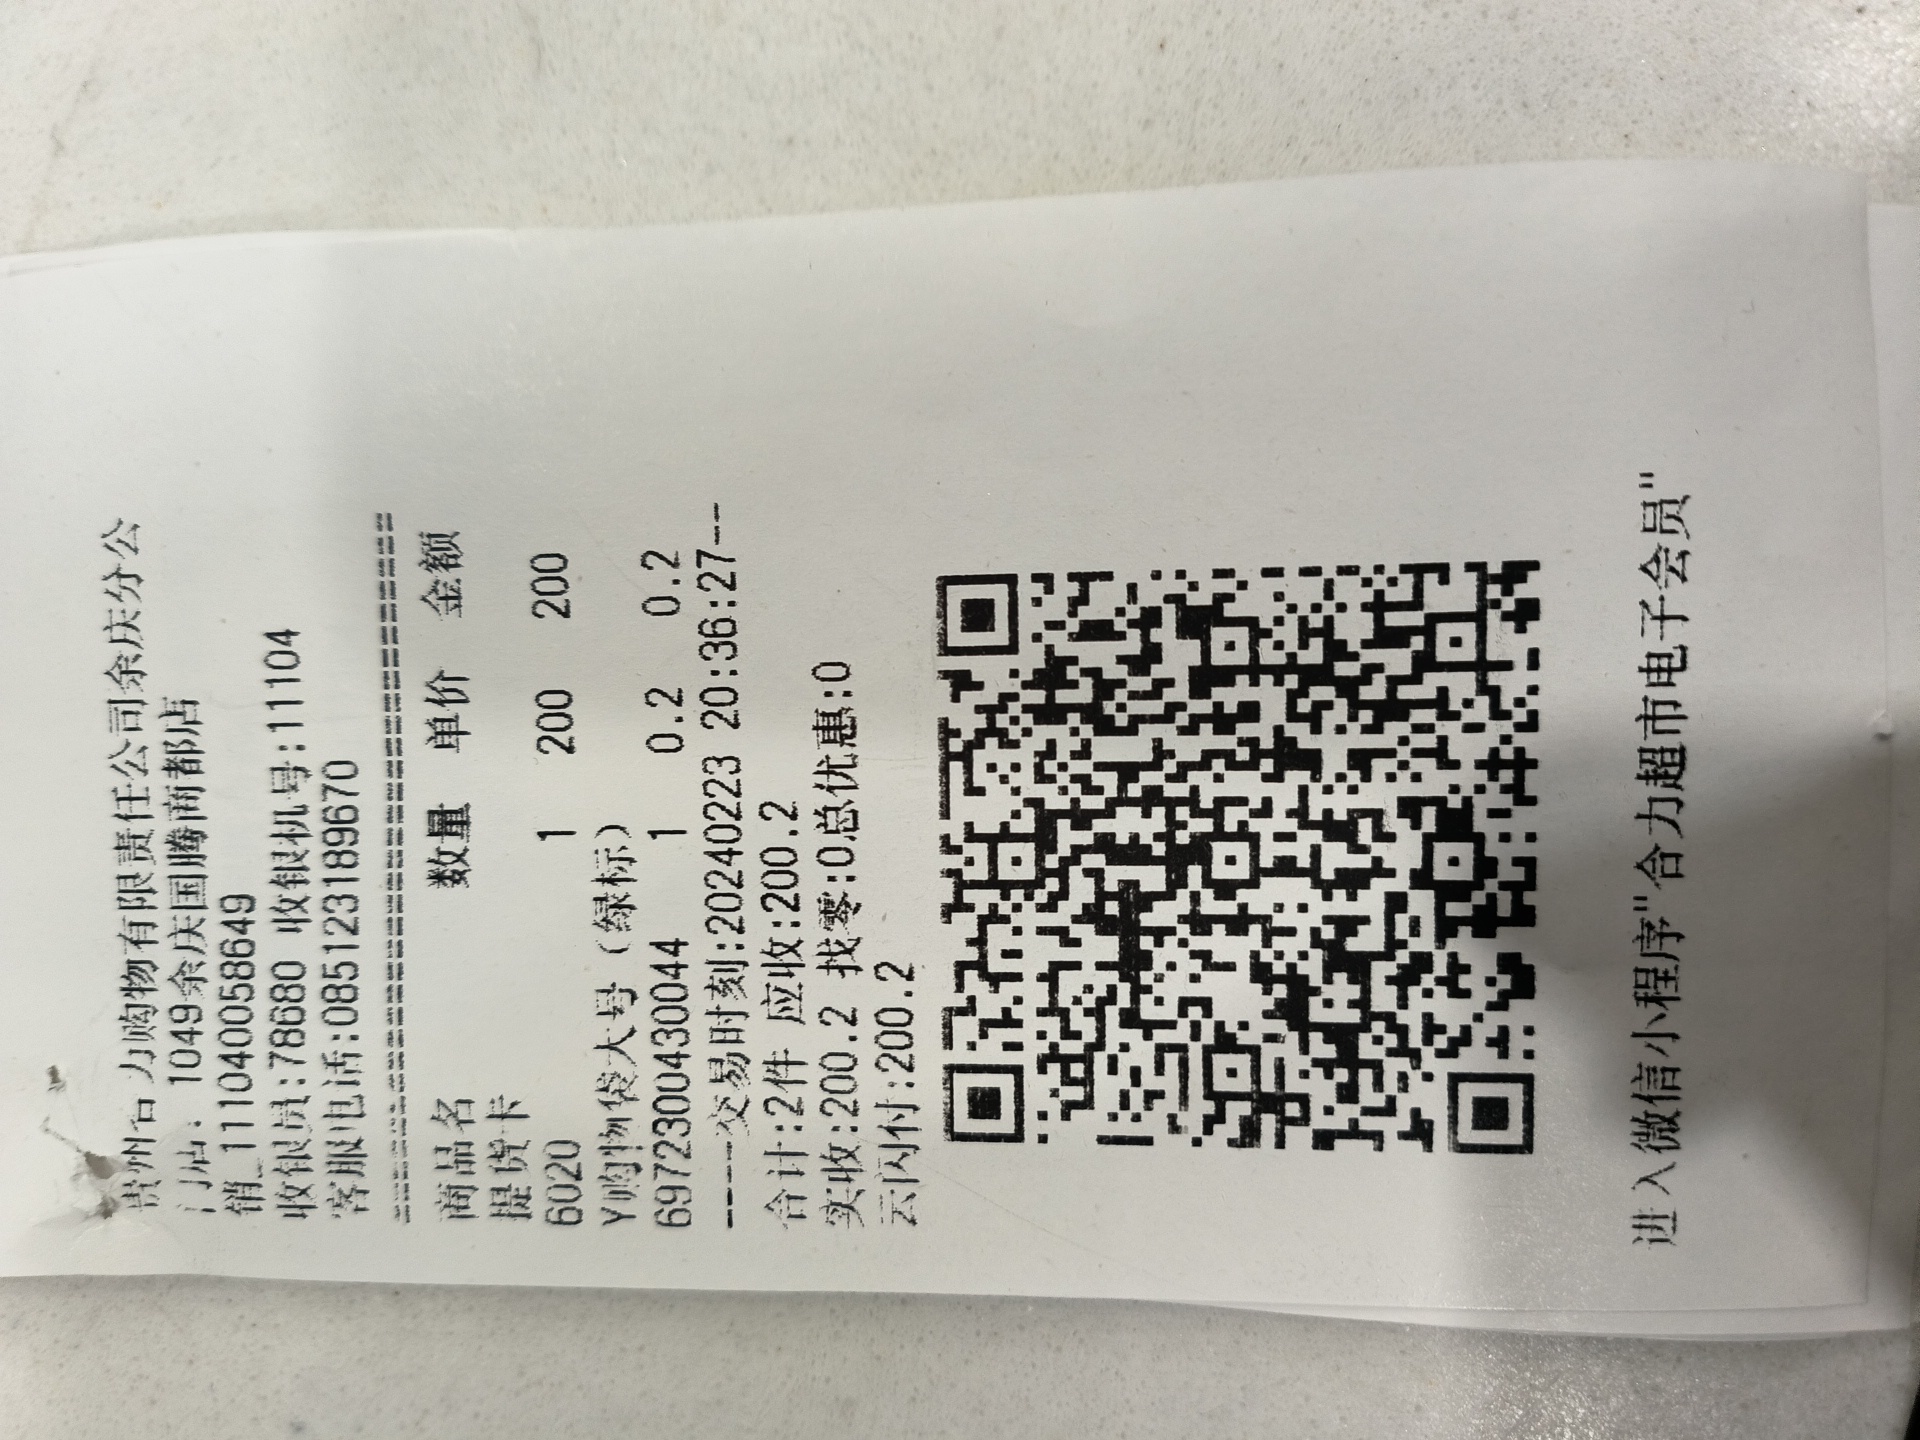 贵州合力购物有限责任公司余庆分公
门店: 1049余庆国腾商都店
销_111040058649
收银员:78680 收银机号:11104
客服电话:085123189670
==================================
商品名 数量 单价 金额
提货卡
6020 1 200 200
Y购物袋大号（绿标）
6972300430044 1 0.2 0.2
----交易时刻:20240223 20:36:27--
合计:2件 应收:200.2
实收:200.2 找零:0总优惠:0
云闪付:200.2
进入微信小程序"合力超市电子会员"